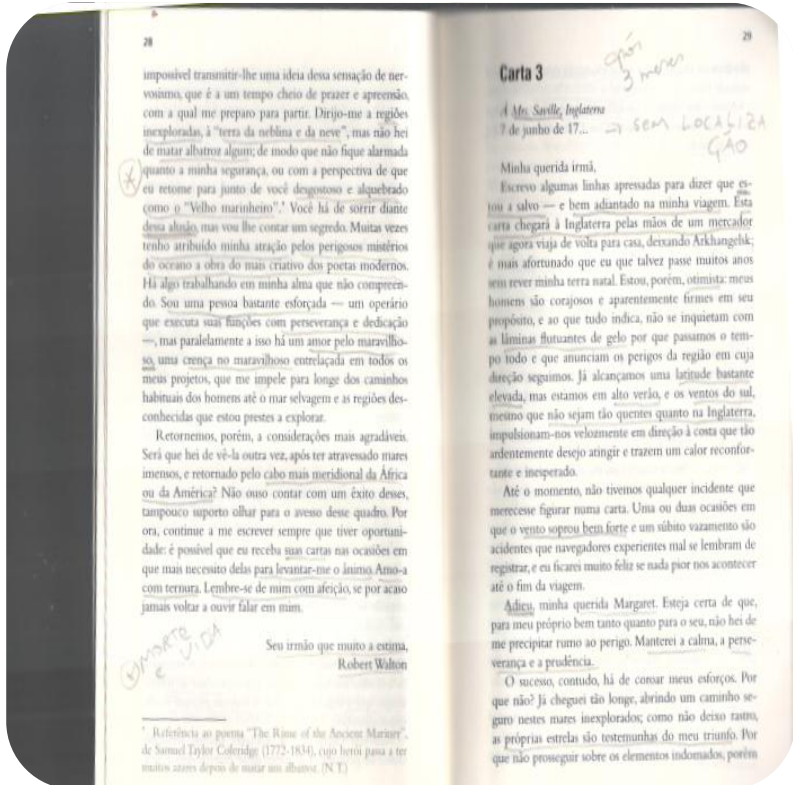 28
impossível transmitir-lhe uma ideia dessa sensação de ner-
vosismo, que é a um tempo cheio de prazer e apreensão,
com a qual me preparo para partir. Dirijo-me a regiões
inexploradas, à "terra da neblina e da neve", mas não hei
de matar albatroz algum; de modo que não fique alarmada
quanto a minha segurança, ou com a perspectiva de que
eu retome para junto de você desgostoso e alquebrado
como o "Velho marinheiro".* Você há de sorrir diante
dessa alusão, mas vou lhe contar um segredo. Muitas vezes
tenho atribuído minha atração pelos perigosos mistérios
do oceano a obra do mais criativo dos poetas modernos.
Há algo trabalhando em minha alma que não compreen-
do. Sou uma pessoa bastante esforçada — um operário
que executa suas funções com perseverança e dedicação
—, mas paralelamente a isso há um amor pelo maravilho-
so, uma crença no maravilhoso entrelaçada em todos os
meus projetos, que me impele para longe dos caminhos
habituais dos homens até o mar selvagem e as regiões des-
conhecidas que estou prestes a explorar.
Retornemos, porém, a considerações mais agradáveis.
Será que hei de vê-la outra vez, após ter atravessado mares
imensos, e retornado pelo cabo mais meridional da África
ou da América? Não ouso contar com um êxito desses,
tampouco suporto olhar para o avesso desse quadro. Por
ora, continue a me escrever sempre que tiver oportuni-
dade: é possível que eu receba suas cartas nas ocasiões em
que mais necessito delas para levantar-me o ânimo. Amo-a
com ternura. Lembre-se de mim com afeição, se por acaso
jamais voltar a ouvir falar em mim.
MORTE
e VIDA
Seu irmão que muito a estima,
Robert Walton
* Referência ao poema "The Rime of the Ancient Mariner",
de Samuel Taylor Coleridge (1772-1834), cujo herói passa a ter
muitos azares depois de matar um albatroz. (N.T.)
29
Carta 3
após
3 meses
À Mrs. Saville, Inglaterra
7 de junho de 17...
→ SEM LOCALIZA
ÇÃO
Minha querida irmã,
Escrevo algumas linhas apressadas para dizer que es-
tou a salvo — e bem adiantado na minha viagem. Esta
carta chegará à Inglaterra pelas mãos de um mercador
que agora viaja de volta para casa, deixando Arkhangelsk;
é mais afortunado que eu que talvez passe muitos anos
sem rever minha terra natal. Estou, porém, otimista: meus
homens são corajosos e aparentemente firmes em seu
propósito, e ao que tudo indica, não se inquietam com
as lâminas flutuantes de gelo por que passamos o tem-
po todo e que anunciam os perigos da região em cuja
direção seguimos. Já alcançamos uma latitude bastante
elevada, mas estamos em alto verão, e os ventos do sul,
mesmo que não sejam tão quentes quanto na Inglaterra,
impulsionam-nos velozmente em direção à costa que tão
ardentemente desejo atingir e trazem um calor reconfor-
tante e inesperado.
Até o momento, não tivemos qualquer incidente que
merecesse figurar numa carta. Uma ou duas ocasiões em
que o vento soprou bem forte e um súbito vazamento são
acidentes que navegadores experientes mal se lembram de
registrar, e eu ficarei muito feliz se nada pior nos acontecer
até o fim da viagem.
Adieu, minha querida Margaret. Esteja certa de que,
para meu próprio bem tanto quanto para o seu, não hei de
me precipitar rumo ao perigo. Manterei a calma, a perse-
verança e a prudência.
O sucesso, contudo, há de coroar meus esforços. Por
que não? Já cheguei tão longe, abrindo um caminho se-
guro nestes mares inexplorados; como não deixo rastro,
as próprias estrelas são testemunhas do meu triunfo. Por
que não prosseguir sobre os elementos indomados, porém